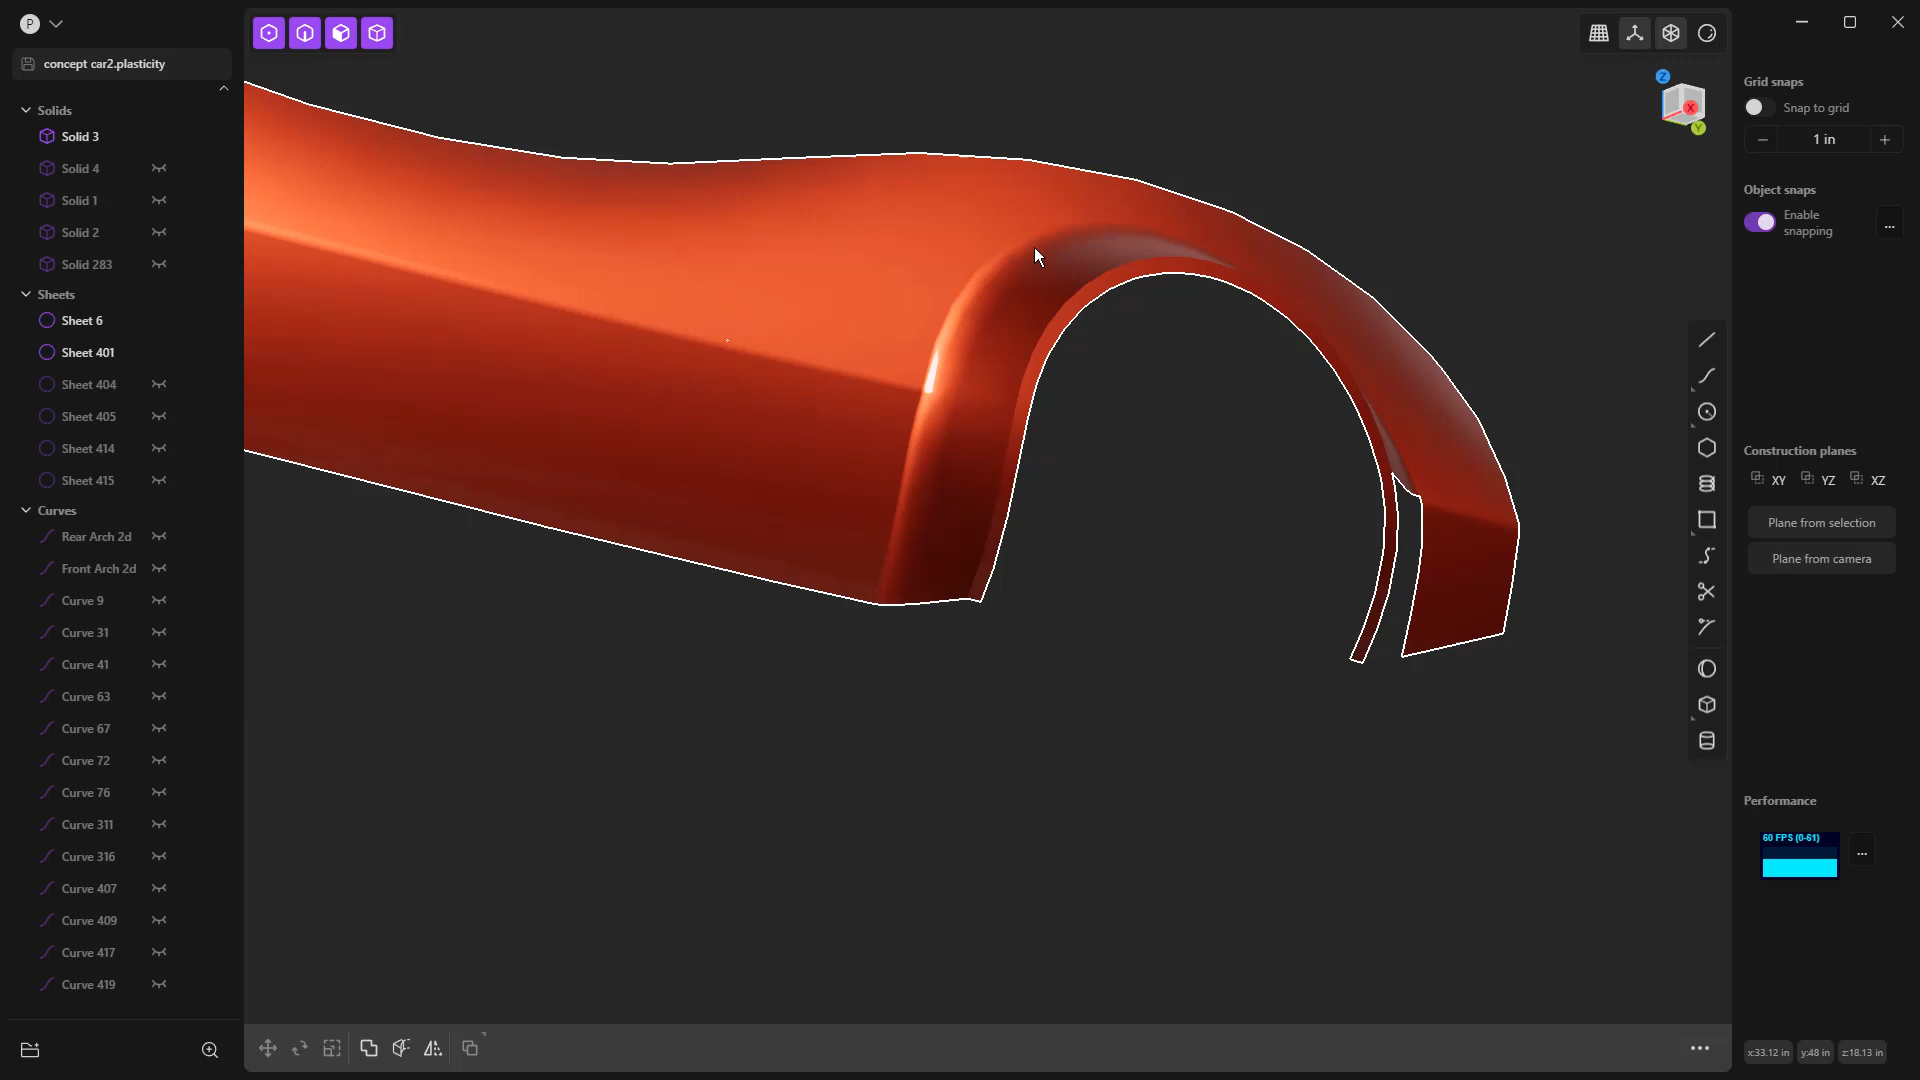 P
concept car2.plasticity
Solids
Solid 3
Solid 4
Solid 1
Solid 2
Solid 283
Sheets
Sheet 6
Sheet 401
Sheet 404
Sheet 405
Sheet 414
Sheet 415
Curves
Rear Arch 2d
Front Arch 2d
Curve 9
Curve 31
Curve 41
Curve 63
Curve 67
Curve 72
Curve 76
Curve 311
Curve 316
Curve 407
Curve 409
Curve 417
Curve 419
Z
X
Y
Grid snaps
Snap to grid
1 in
Object snaps
Enable
snapping
...
Construction planes
XY YZ XZ
Plane from selection
Plane from camera
Performance
60 FPS (0-61)
...
x:33.12 in y:48 in z:18.13 in